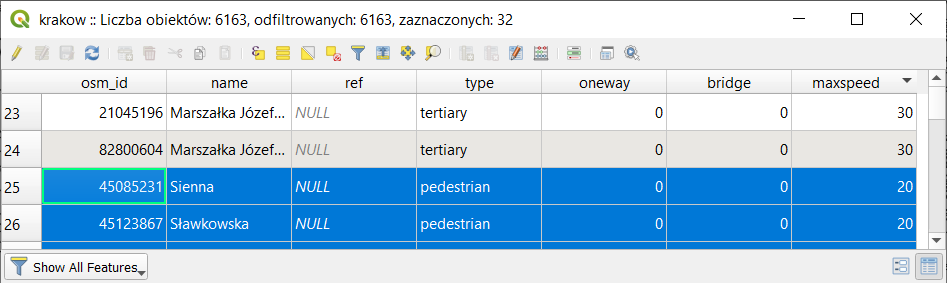 krakow :: Liczba obiektów: 6163, odfiltrowanych: 6163, zaznaczonych: 32
osm_id name ref type oneway bridge maxspeed
23 21045196 Marszałka Józef... NULL tertiary 0 0 30
24 82800604 Marszałka Józef... NULL tertiary 0 0 30
25 45085231 Sienna NULL pedestrian 0 0 20
26 45123867 Sławkowska NULL pedestrian 0 0 20
Show All Features